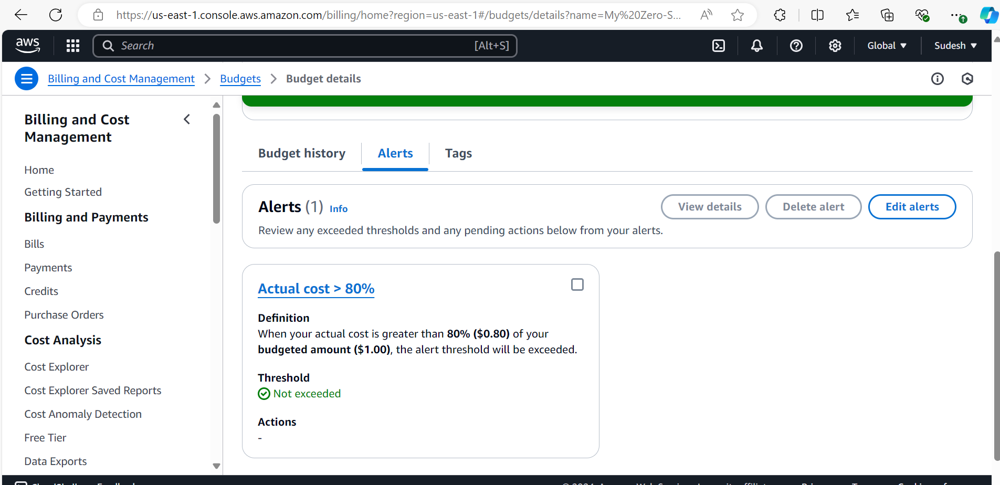 https://us-east-1.console.aws.amazon.com/billing/home?region=us-east-1#/budgets/details?name=My%20Zero-S...
aws
Search [Alt+S]
Global
Sudesh
Billing and Cost Management > Budgets > Budget details
Billing and Cost
Management
Home
Getting Started
Billing and Payments
Bills
Payments
Credits
Purchase Orders
Cost Analysis
Cost Explorer
Cost Explorer Saved Reports
Cost Anomaly Detection
Free Tier
Data Exports
Budget history
Alerts
Tags
Alerts (1) Info
View details
Delete alert
Edit alerts
Review any exceeded thresholds and any pending actions below from your alerts.
Actual cost > 80%
Definition
When your actual cost is greater than 80% ($0.80) of your
budgeted amount ($1.00), the alert threshold will be exceeded.
Threshold
Not exceeded
Actions
-